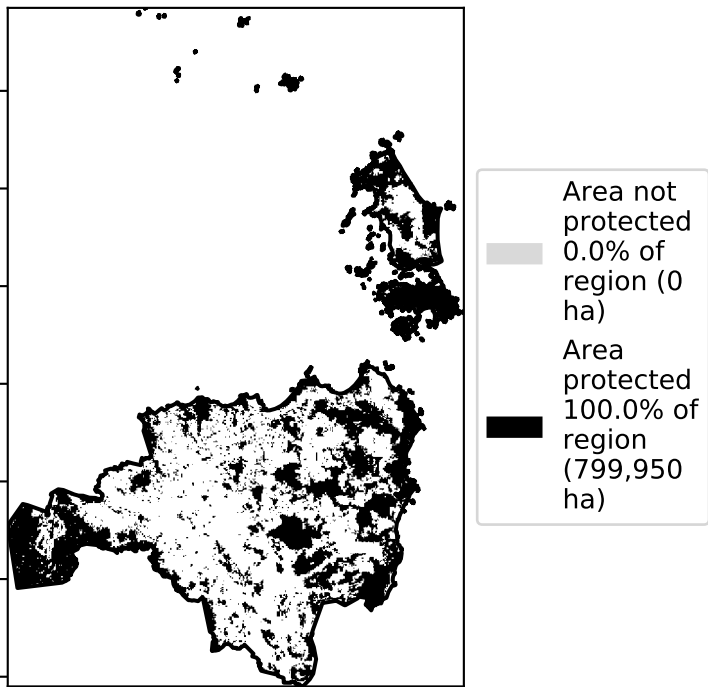 Area not
protected
0.0% of
region (0
ha)
Area
protected
100.0% of
region
(799,950
ha)